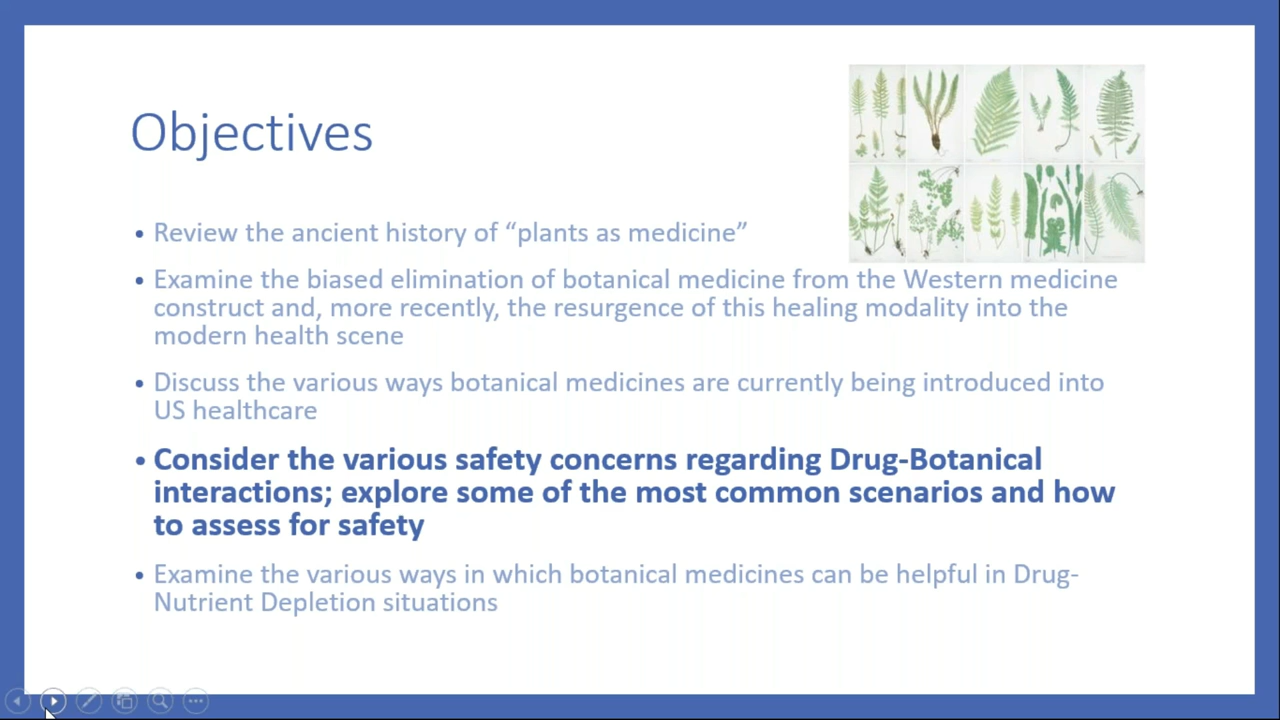 Objectives
• Review the ancient history of “plants as medicine”
• Examine the biased elimination of botanical medicine from the Western medicine
construct and, more recently, the resurgence of this healing modality into the
modern health scene
• Discuss the various ways botanical medicines are currently being introduced into
US healthcare
• Consider the various safety concerns regarding Drug-Botanical
interactions; explore some of the most common scenarios and how
to assess for safety
• Examine the various ways in which botanical medicines can be helpful in Drug-
Nutrient Depletion situations